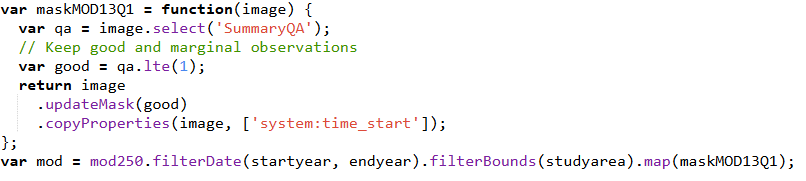 var maskMOD13Q1 = function(image) {
  var qa = image.select('SummaryQA');
  // Keep good and marginal observations
  var good = qa.lte(1);
  return image
    .updateMask(good)
    .copyProperties(image, ['system:time_start']);
};
var mod = mod250.filterDate(startyear, endyear).filterBounds(studyarea).map(maskMOD13Q1);